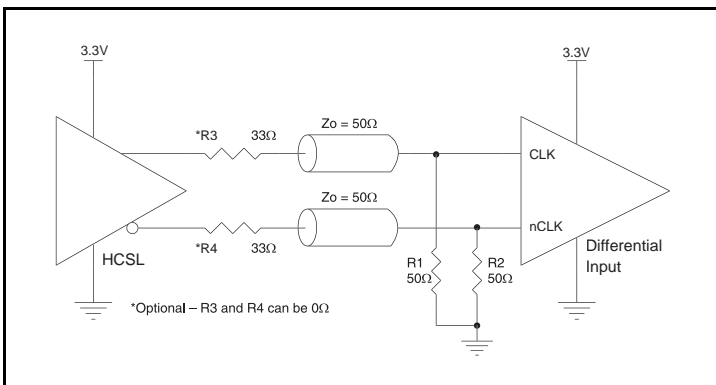 3.3V
3.3V
*R3 33Ω
Zo = 50Ω
CLK
Zo = 50Ω
nCLK
*R4 33Ω
HCSL
Differential
Input
R1
50Ω
R2
50Ω
*Optional – R3 and R4 can be 0Ω